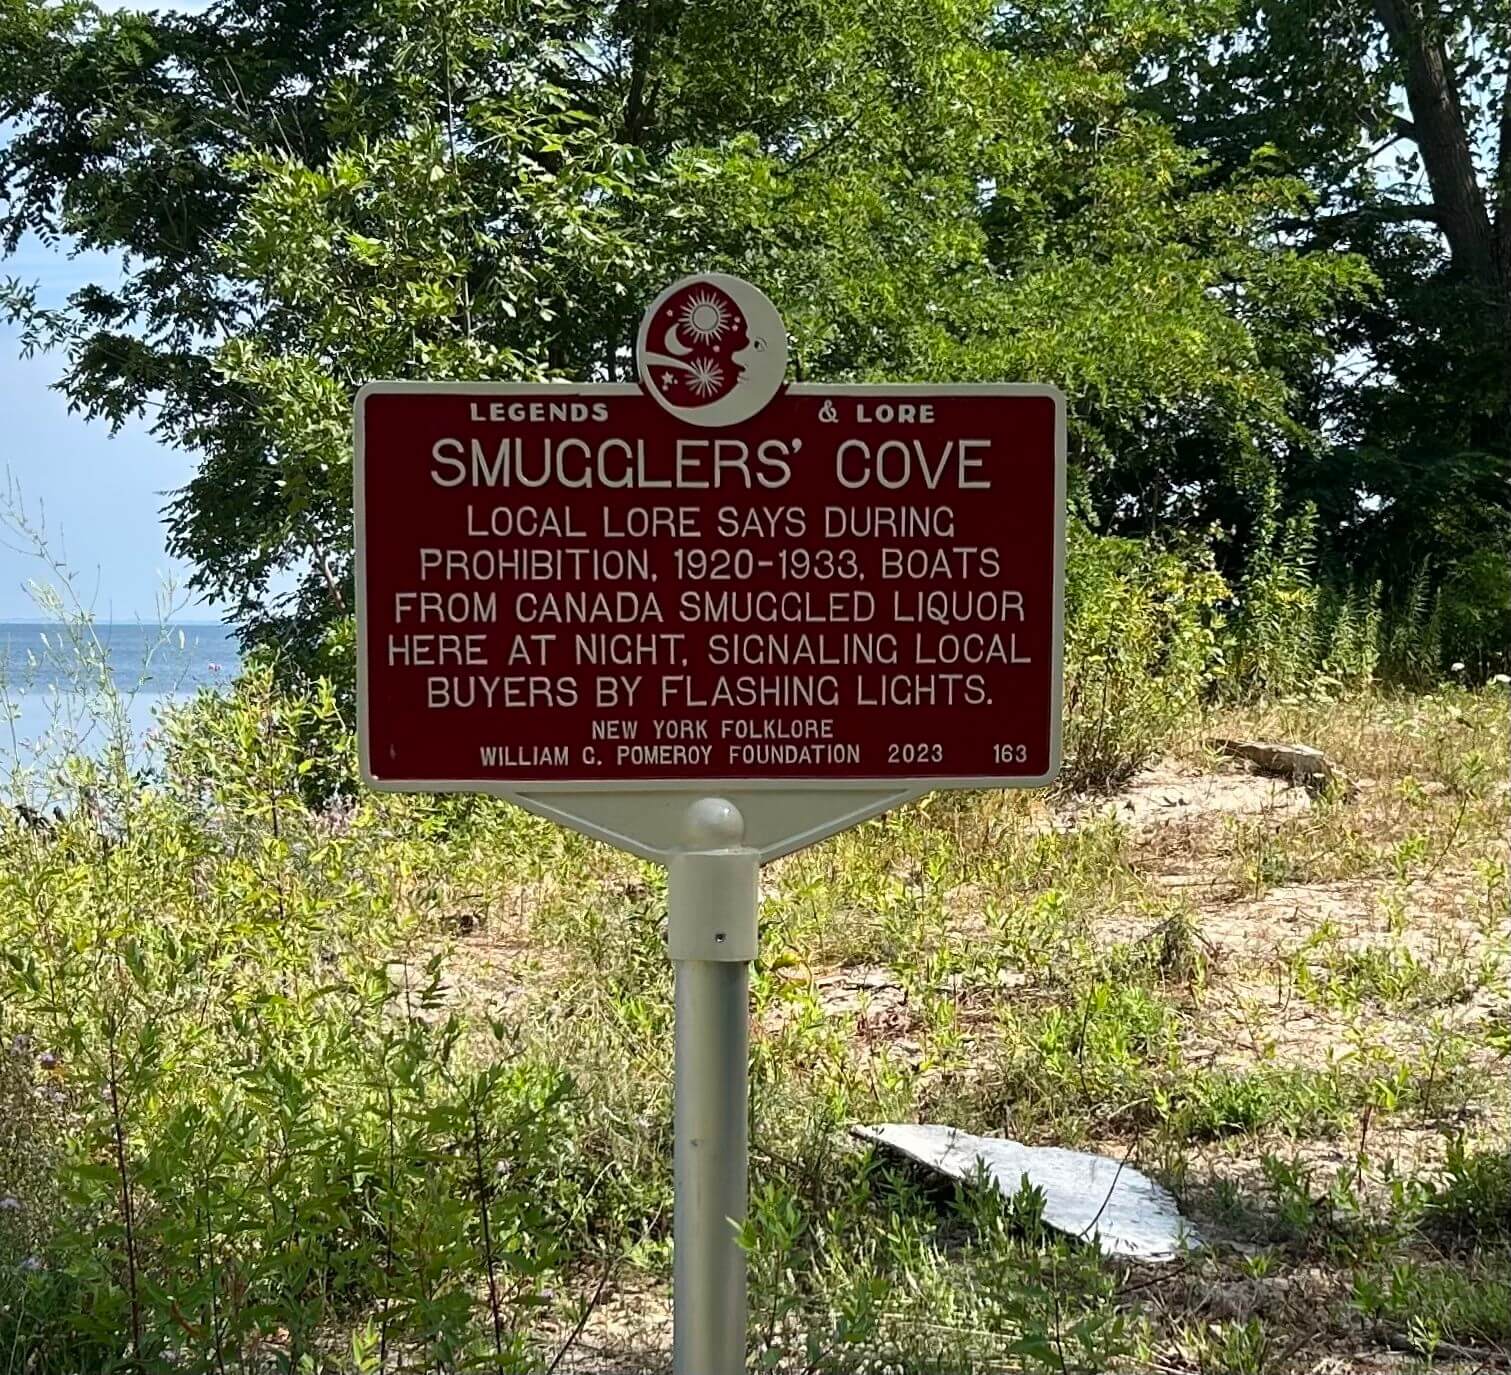 LEGENDS & LORE
SMUGGLERS' COVE
LOCAL LORE SAYS DURING
PROHIBITION, 1920-1933, BOATS
FROM CANADA SMUGGLED LIQUOR
HERE AT NIGHT, SIGNALING LOCAL
BUYERS BY FLASHING LIGHTS.
NEW YORK FOLKLORE
WILLIAM G. POMEROY FOUNDATION 2023 163